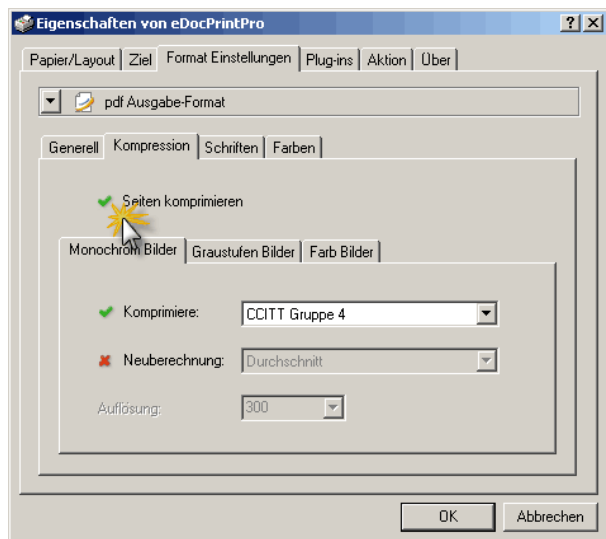 Eigenschaften von eDocPrintPro
Papier/Layout Ziel Format Einstellungen Plug-ins Aktion Über
pdf Ausgabe-Format
Generell Kompression Schriften Farben
Seiten komprimieren
Monochrom Bilder Graustufen Bilder Farb Bilder
Komprimiere: CCITT Gruppe 4
Neuberechnung: Durchschnitt
Auflösung: 300
OK Abbrechen